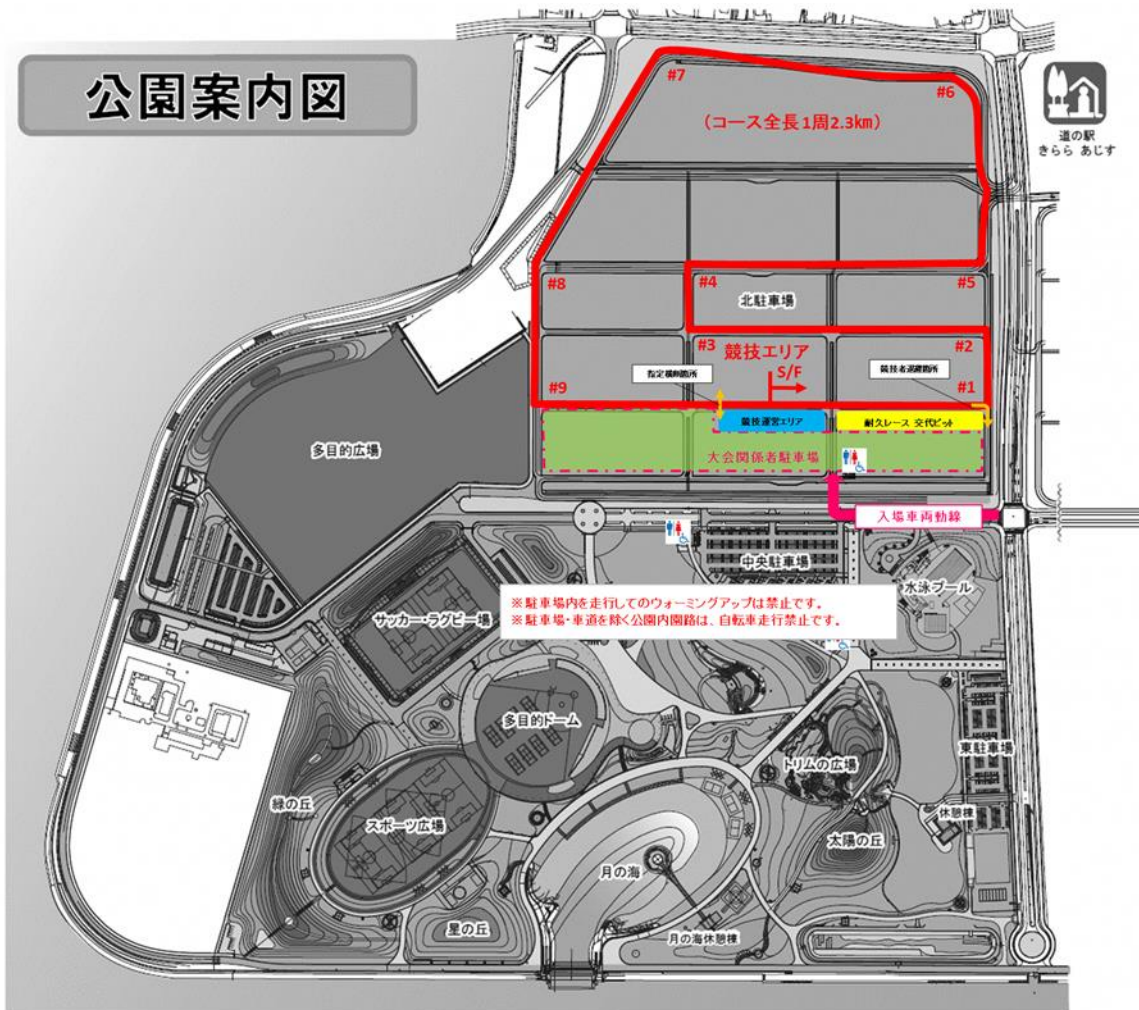 公園案内図
#7
#6
(コース全長1周2.3km)
道の駅
きらら あじす
#8
#4
北駐車場
#5
#3
競技エリア
#2
指定横断箇所
S/F
競技者退避箇所
#9
#1
競技運営エリア
耐久レース 交代ピット
多目的広場
大会関係者駐車場
入場車両動線
中央駐車場
水泳プール
※駐車場内を走行してのウォーミングアップは禁止です。
※駐車場・車道を除く公園内園路は、自転車走行禁止です。
サッカー・ラグビー場
多目的ドーム
東駐車場
トリムの広場
緑の丘
スポーツ広場
休憩棟
太陽の丘
月の海
星の丘
月の海休憩棟